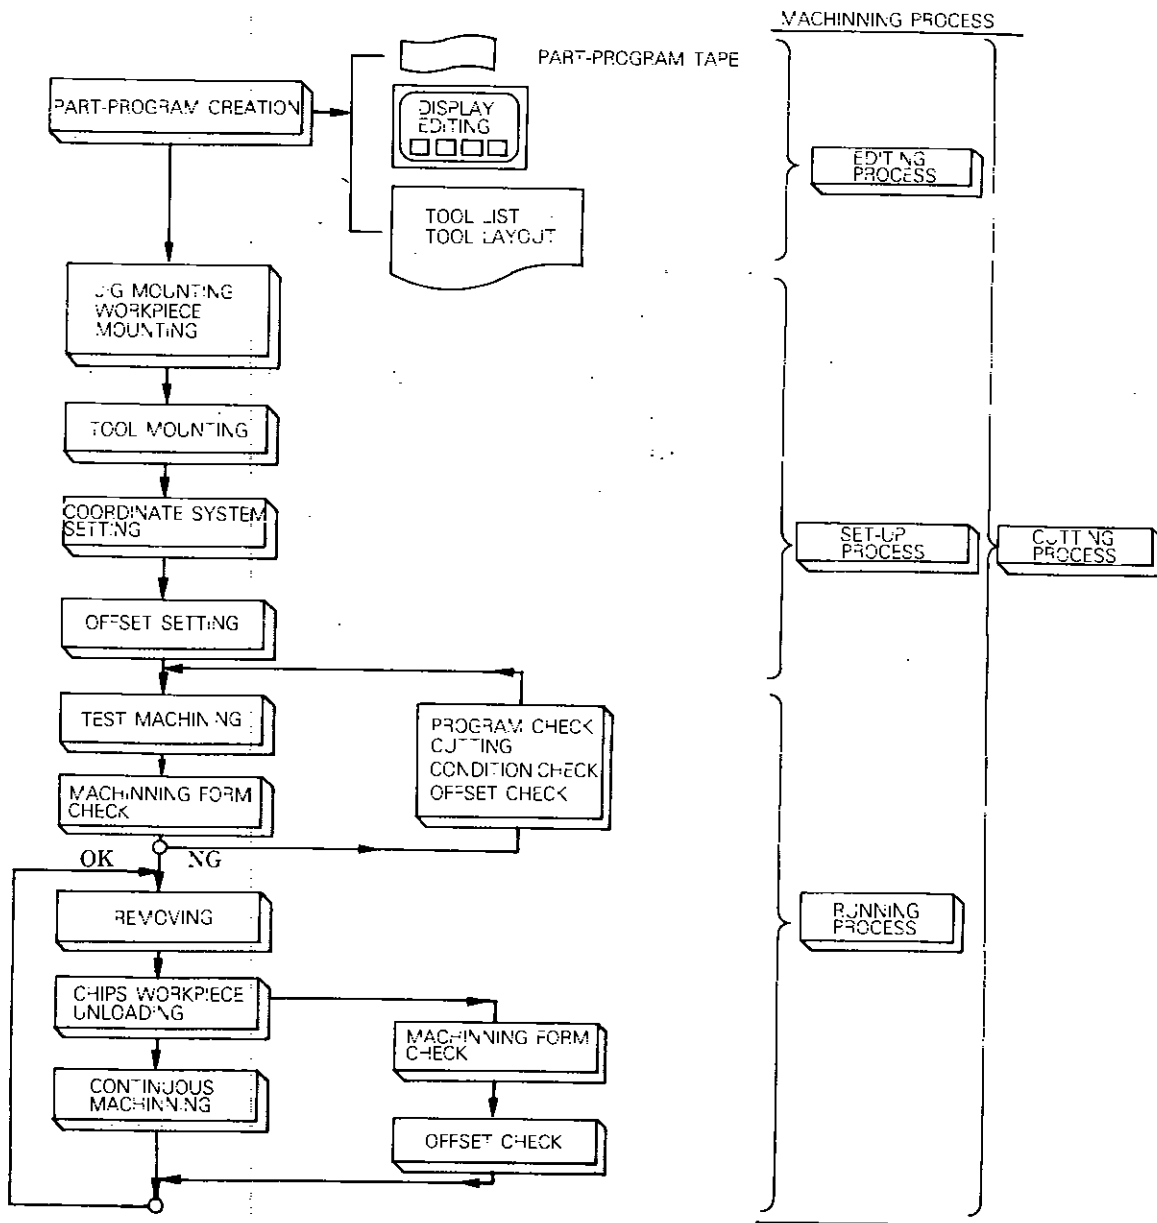 MACHINNING PROCESS
PART-PROGRAM TAPE
PART-PROGRAM CREATION
DISPLAY
EDITING
EDITING
PROCESS
TOOL LIST
TOOL LAYOUT
JIG MOUNTING
WORKPIECE
MOUNTING
TOOL MOUNTING
COORDINATE SYSTEM
SETTING
SET-UP
PROCESS
CUTTING
PROCESS
OFFSET SETTING
TEST MACHINING
PROGRAM CHECK
CUTTING
CONDITION CHECK
OFFSET CHECK
MACHINNING FORM
CHECK
OK
NG
REMOVING
RUNNING
PROCESS
CHIPS WORKPIECE
UNLOADING
MACHINNING FORM
CHECK
CONTINUOUS
MACHINNING
OFFSET CHECK